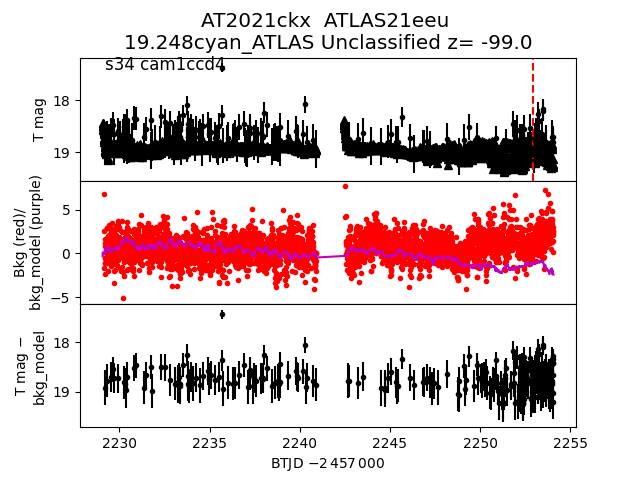 AT2021ckx  ATLAS21eeu
19.248cyan_ATLAS Unclassified z= -99.0
s34 cam1ccd4
T mag
18
19
Bkg (red)/
bkg_model (purple)
5
0
−5
T mag −
bkg_model
18
19
2230
2235
2240
2245
2250
2255
BTJD −2 457 000